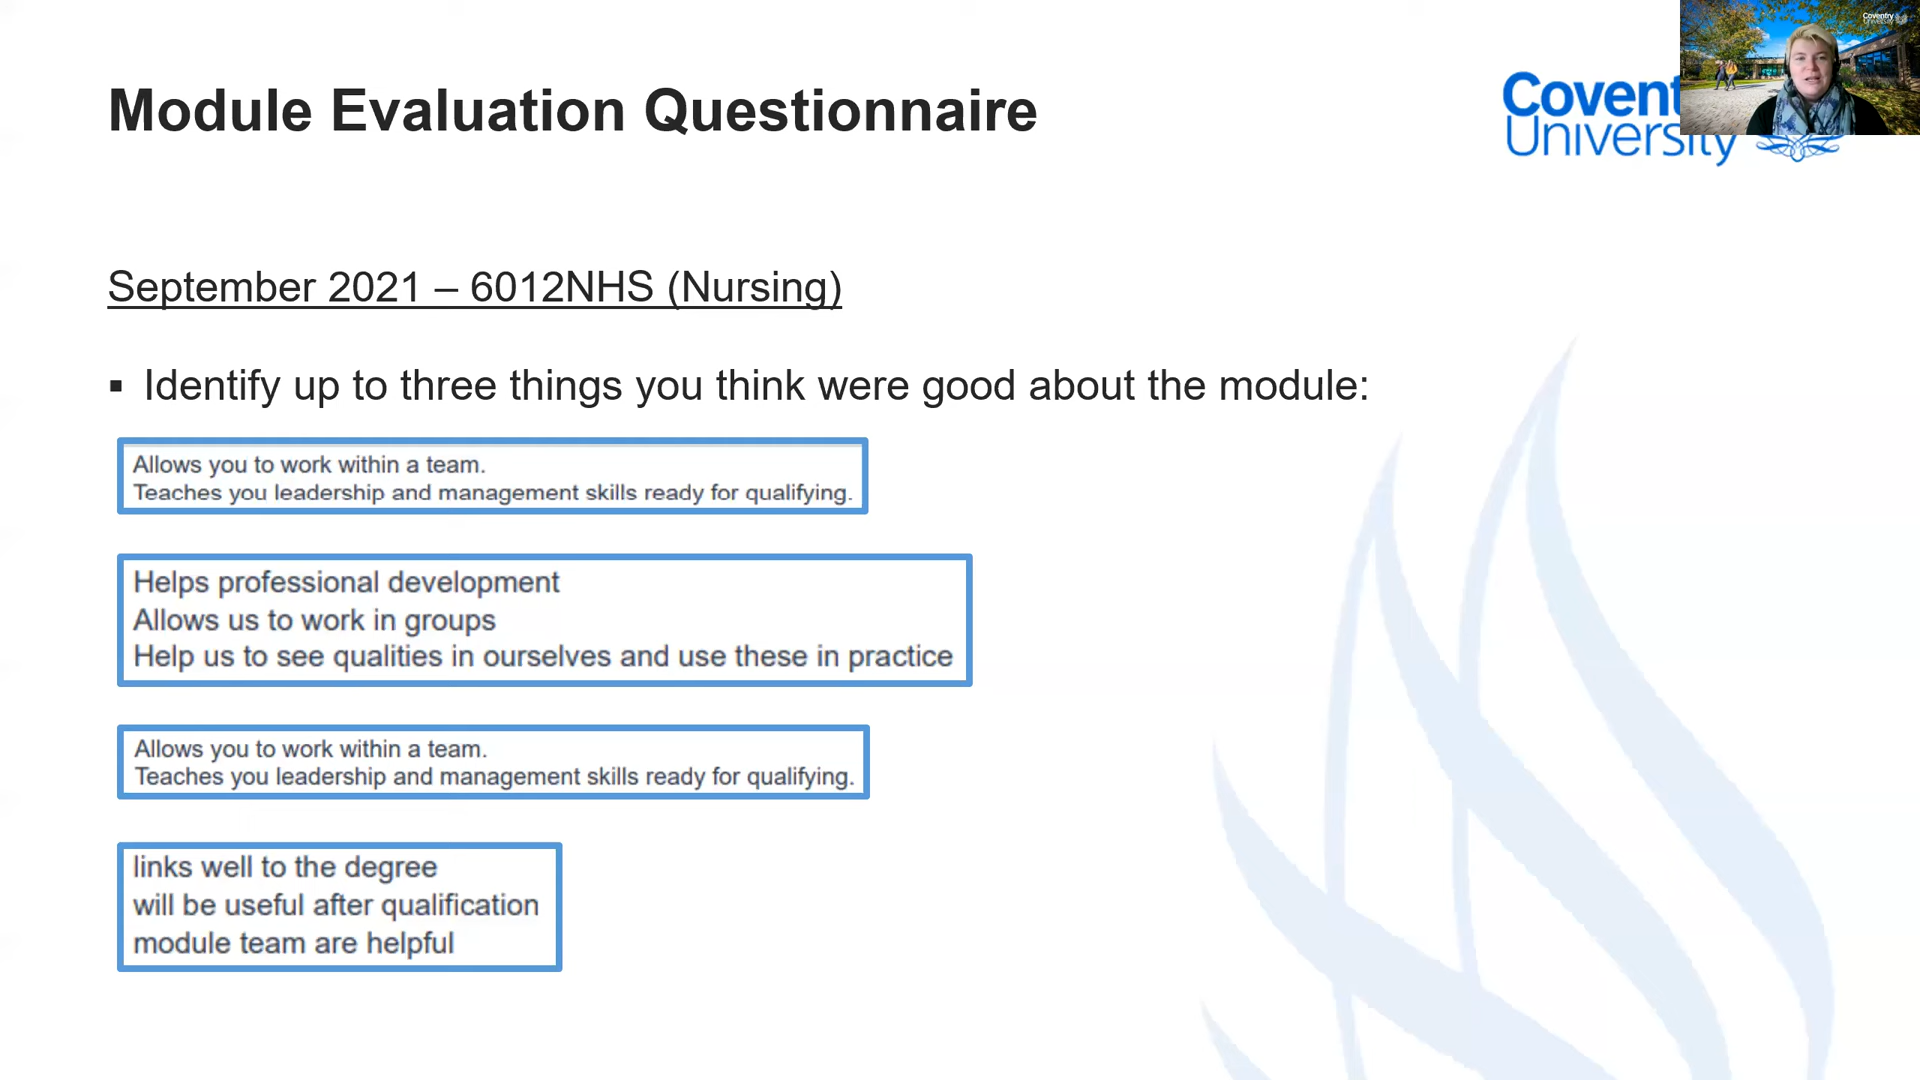 Module Evaluation Questionnaire
Coventry
University
Covent
University
September 2021 – 6012NHS (Nursing)
▪ Identify up to three things you think were good about the module:
Allows you to work within a team.
Teaches you leadership and management skills ready for qualifying.
Helps professional development
Allows us to work in groups
Help us to see qualities in ourselves and use these in practice
Allows you to work within a team.
Teaches you leadership and management skills ready for qualifying.
links well to the degree
will be useful after qualification
module team are helpful